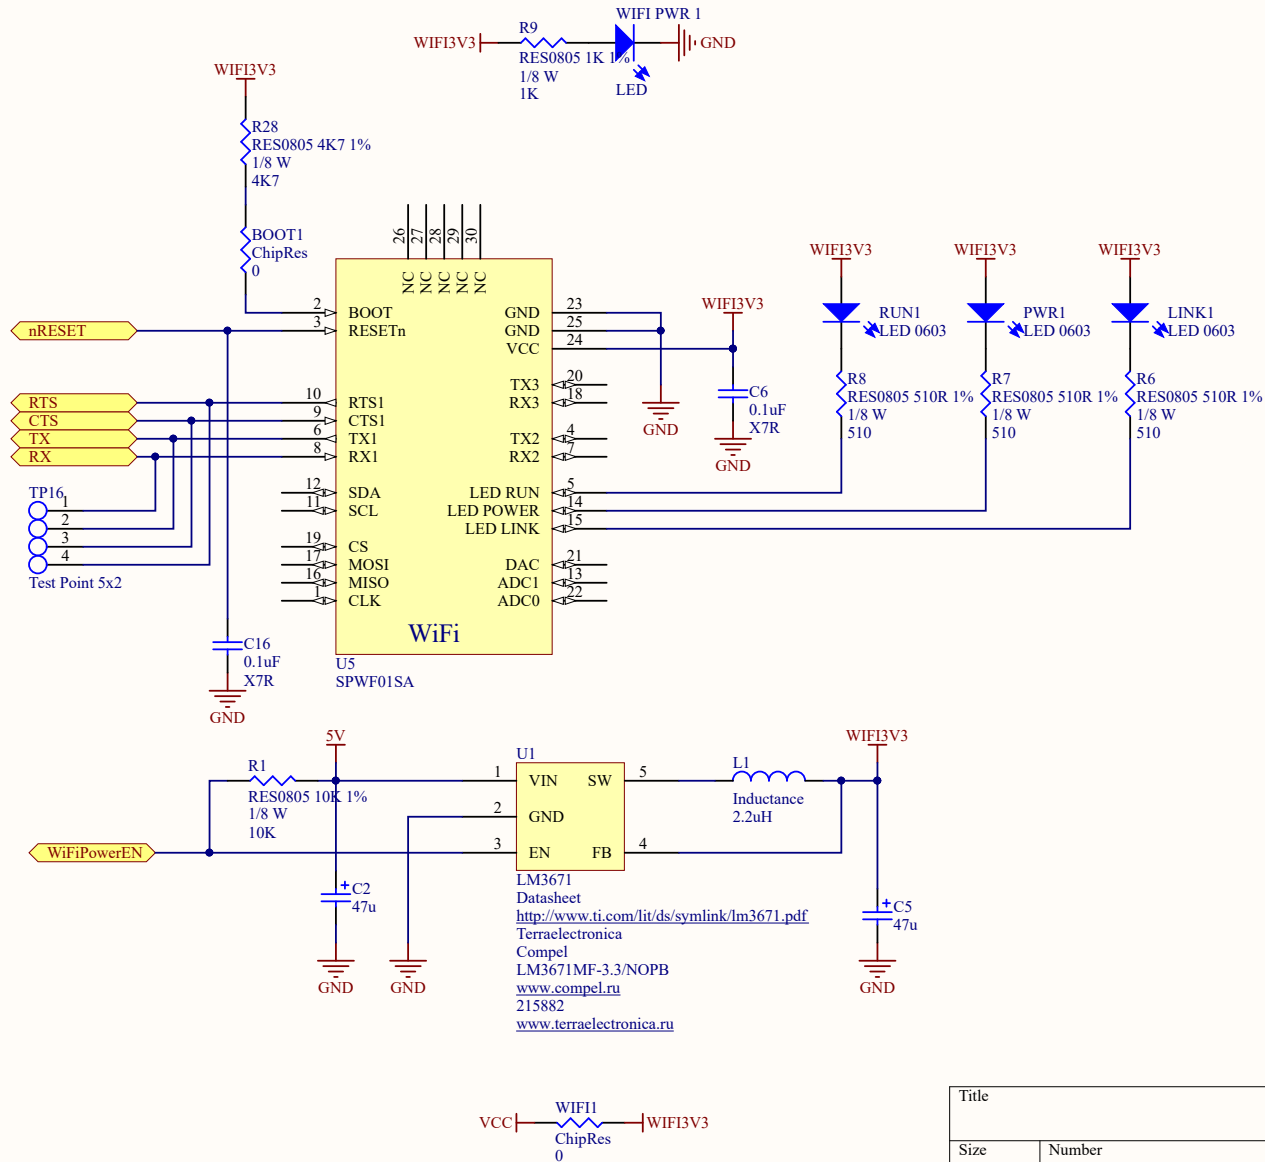 WIFI PWR 1
R9
WIFI3V3
GND
RES0805 1K 1%
1/8 W
1K
LED
WIFI3V3
R28
RES0805 4K7 1%
1/8 W
4K7
BOOT1
ChipRes
0
26
27
28
29
30
NC
NC
NC
NC
NC
2
BOOT
3
RESETn
nRESET
10
RTS1
RTS
9
CTS1
CTS
6
TX1
TX
8
RX1
RX
12
SDA
11
SCL
19
CS
17
MOSI
16
MISO
1
CLK
GND
23
GND
25
VCC
24
TX3
20
RX3
18
TX2
4
RX2
7
LED RUN
5
LED POWER
14
LED LINK
15
DAC
21
ADC1
13
ADC0
22
WiFi
U5
SPWF01SA
TP16
1
2
3
4
Test Point 5x2
C16
0.1uF
X7R
GND
WIFI3V3
C6
0.1uF
X7R
GND
GND
WIFI3V3
RUN1
LED 0603
R8
RES0805 510R 1%
1/8 W
510
WIFI3V3
PWR1
LED 0603
R7
RES0805 510R 1%
1/8 W
510
WIFI3V3
LINK1
LED 0603
R6
RES0805 510R 1%
1/8 W
510
5V
R1
RES0805 10K 1%
1/8 W
10K
WiFiPowerEN
C2
47u
GND
GND
U1
1
VIN
2
GND
3
EN
SW
5
FB
4
LM3671
Datasheet
http://www.ti.com/lit/ds/symlink/lm3671.pdf
Terraelectronica
Compel
LM3671MF-3.3/NOPB
www.compel.ru
215882
www.terraelectronica.ru
L1
Inductance
2.2uH
WIFI3V3
C5
47u
GND
WIFI1
VCC
WIFI3V3
ChipRes
0
Title
Size
Number